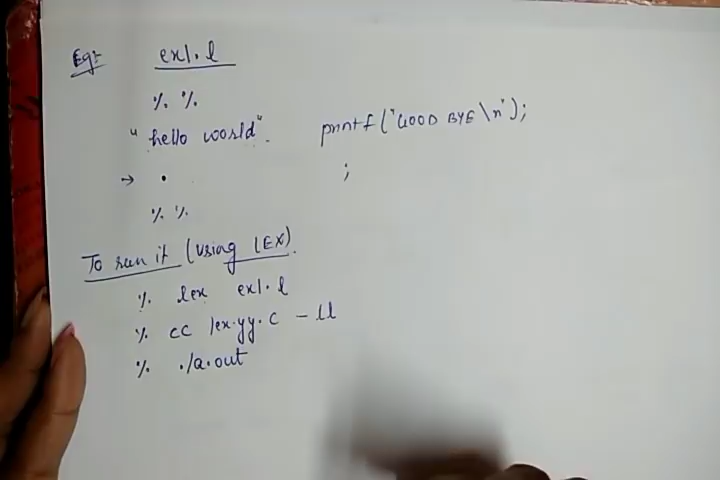 Eg:- ex1.l
%%
"hello world". printf("GOOD BYE \n");
→ . ;
%%
To run it (Using LEX).
% lex ex1.l
% cc lex.yy.c -ll
% ./a.out